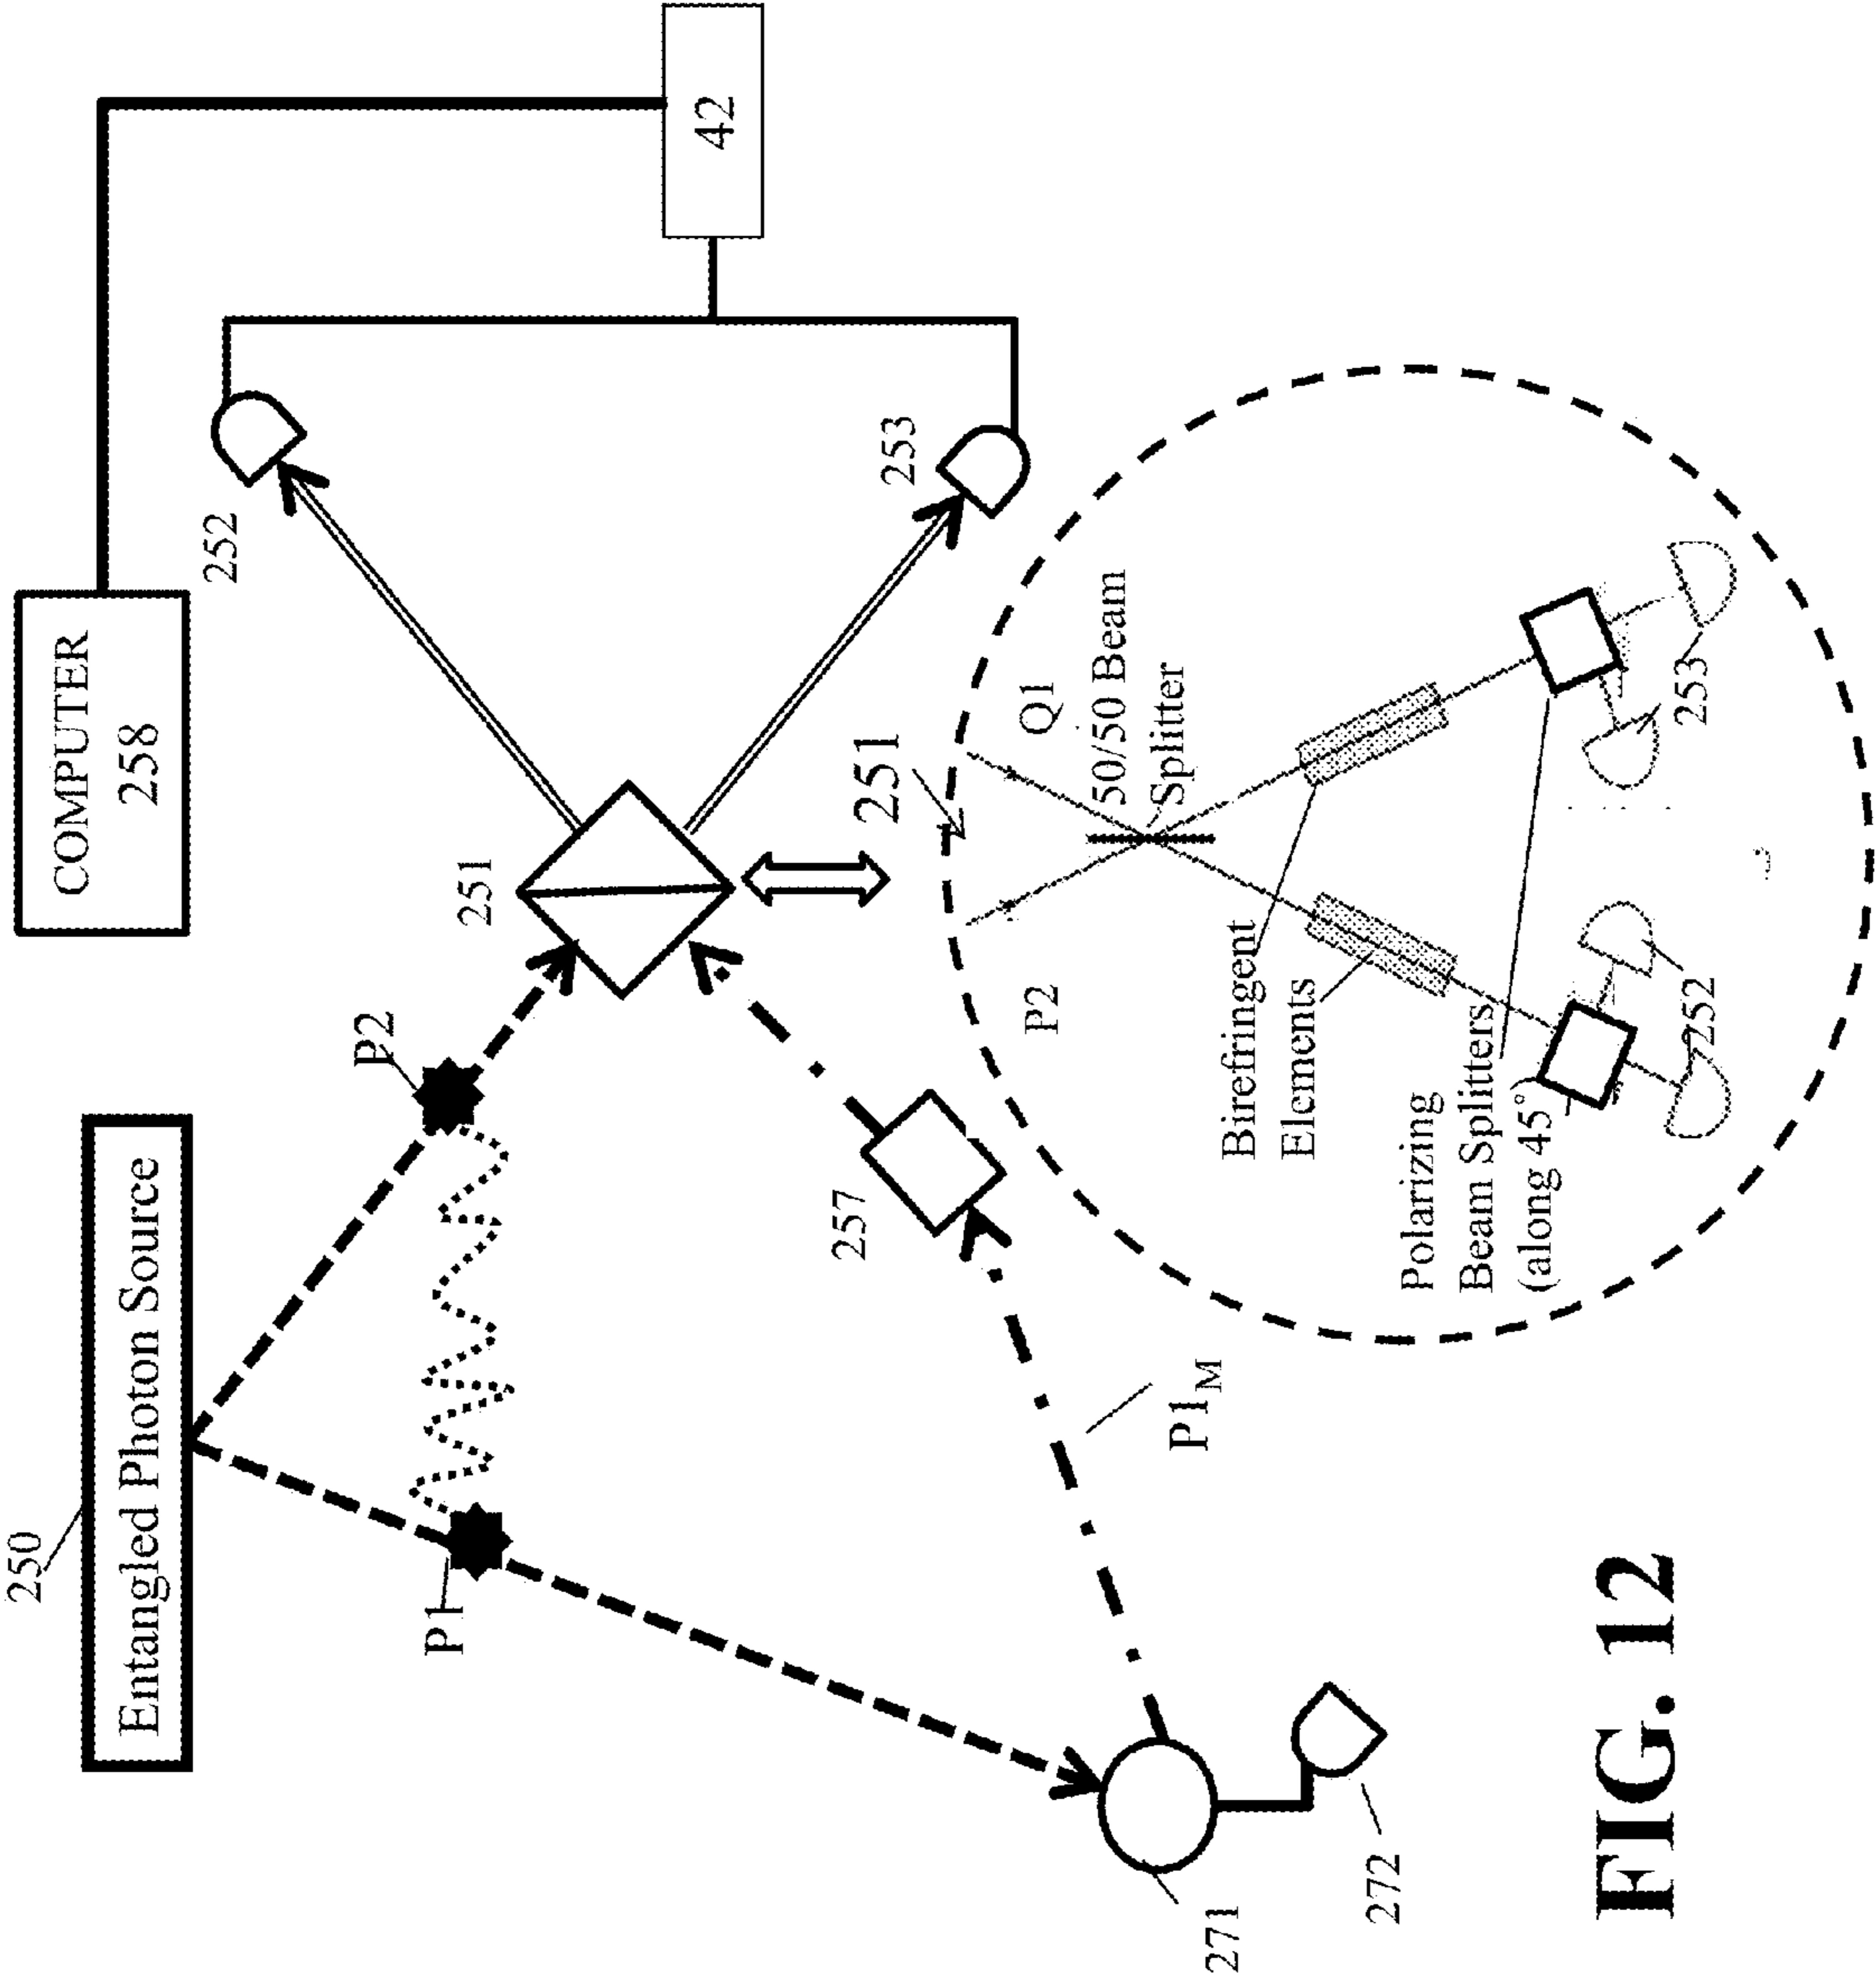 250
Entangled Photon Source
COMPUTER
258
P1
P2
251
252
253
42
257
P1M
271
272
251
P2
Q1
50/50 Beam
Splitter
Birefringent
Elements
Polarizing
Beam Splitters
(along 45°)
252
253
FIG. 12